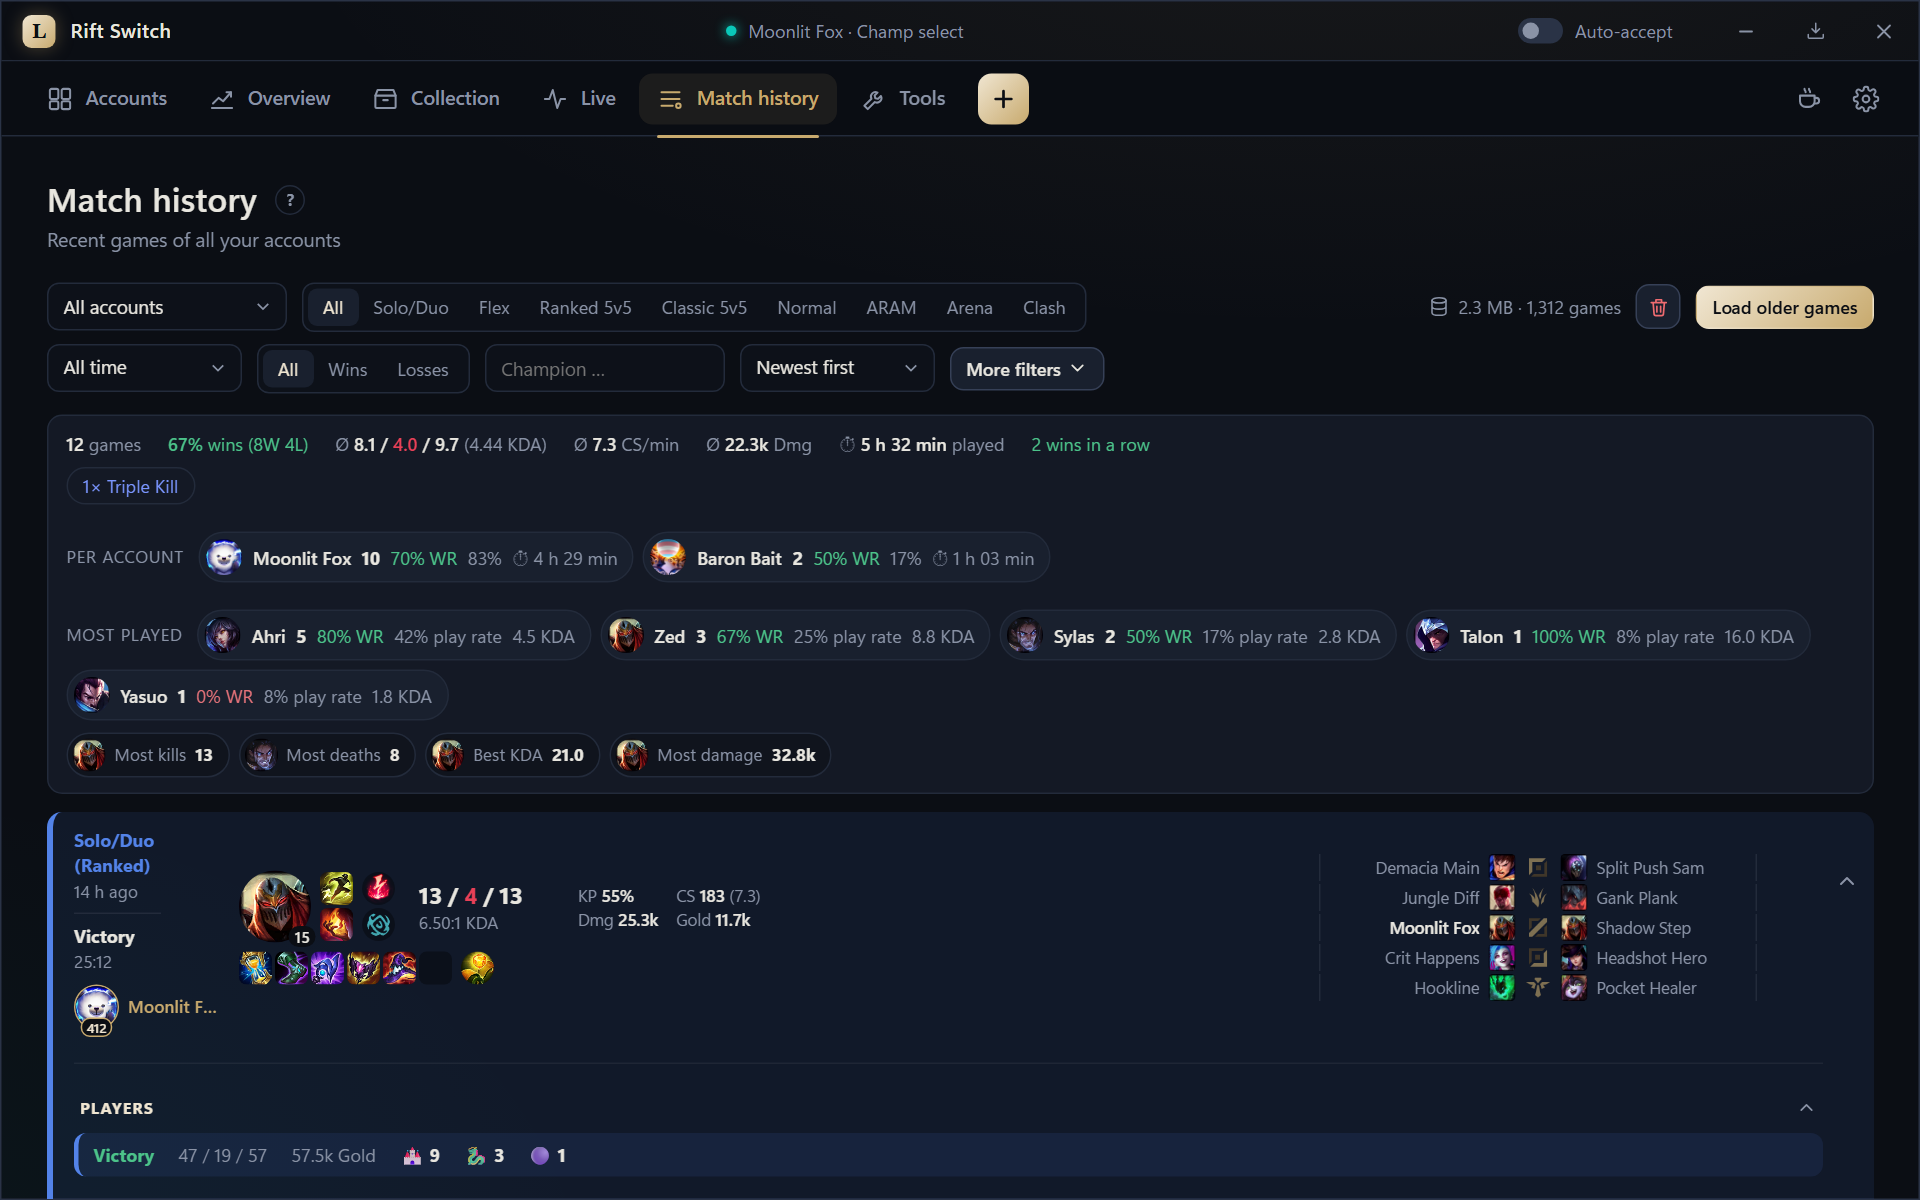 L Rift Switch
Moonlit Fox · Champ select
Auto-accept
Accounts
Overview
Collection
Live
Match history
Tools
+
Match history ?
Recent games of all your accounts
All accounts
All Solo/Duo Flex Ranked 5v5 Classic 5v5 Normal ARAM Arena Clash
2.3 MB · 1,312 games
Load older games
All time
All Wins Losses
Champion ...
Newest first
More filters
12 games 67% wins (8W 4L) Ø 8.1 / 4.0 / 9.7 (4.44 KDA) Ø 7.3 CS/min Ø 22.3k Dmg ⏱ 5 h 32 min played 2 wins in a row
1× Triple Kill
PER ACCOUNT Moonlit Fox 10 70% WR 83% ⏱ 4 h 29 min Baron Bait 2 50% WR 17% ⏱ 1 h 03 min
MOST PLAYED Ahri 5 80% WR 42% play rate 4.5 KDA Zed 3 67% WR 25% play rate 8.8 KDA Sylas 2 50% WR 17% play rate 2.8 KDA Talon 1 100% WR 8% play rate 16.0 KDA
Yasuo 1 0% WR 8% play rate 1.8 KDA
Most kills 13 Most deaths 8 Best KDA 21.0 Most damage 32.8k
Solo/Duo
(Ranked)
14 h ago
Victory
25:12
412 Moonlit F...
15
13 / 4 / 13
6.50:1 KDA
KP 55% CS 183 (7.3)
Dmg 25.3k Gold 11.7k
Demacia Main Split Push Sam
Jungle Diff Gank Plank
Moonlit Fox Shadow Step
Crit Happens Headshot Hero
Hookline Pocket Healer
PLAYERS
Victory 47 / 19 / 57 57.5k Gold 9 3 1